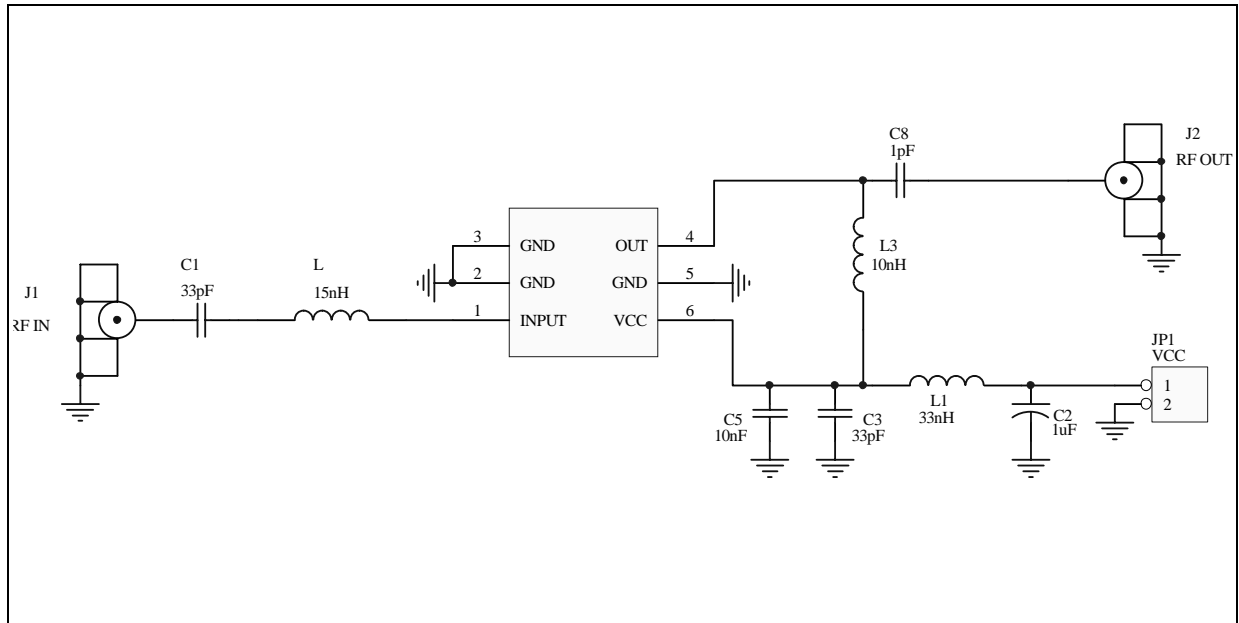 J1
RF IN
C1
33pF
L
15nH
3
GND
2
GND
1
INPUT
OUT
4
GND
5
VCC
6
C8
1pF
L3
10nH
J2
RF OUT
C5
10nF
C3
33pF
L1
33nH
C2
1uF
JP1
VCC
1
2